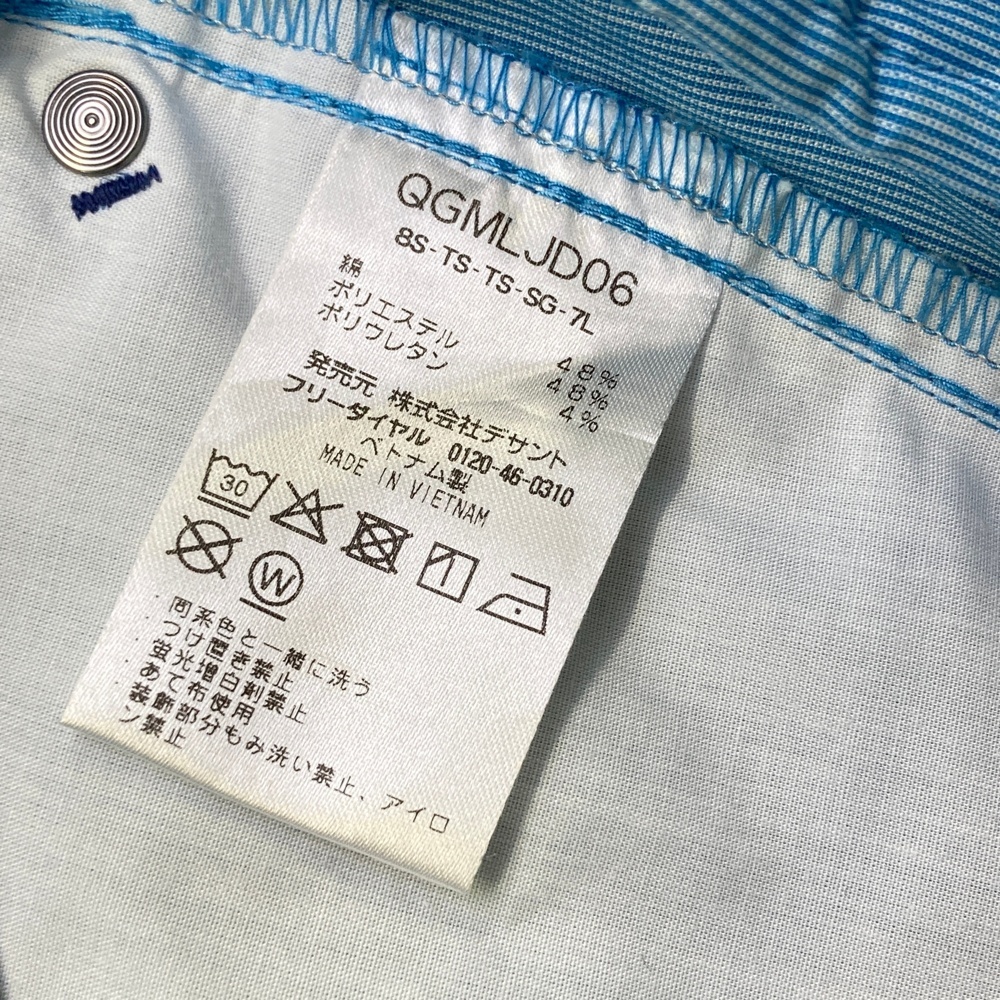 QGMLJD06
8S-TS-TS-SG-7L
綿 48%
ポリエステル 48%
ポリウレタン 4%
発売元 株式会社デサント
フリーダイヤル 0120-46-0310
ベトナム製
MADE IN VIETNAM
30
W
・同系色と一緒に洗う
・つけ置き禁止
・蛍光増白剤禁止
・あて布使用
・装飾部分もみ洗い禁止、アイロ
ン禁止